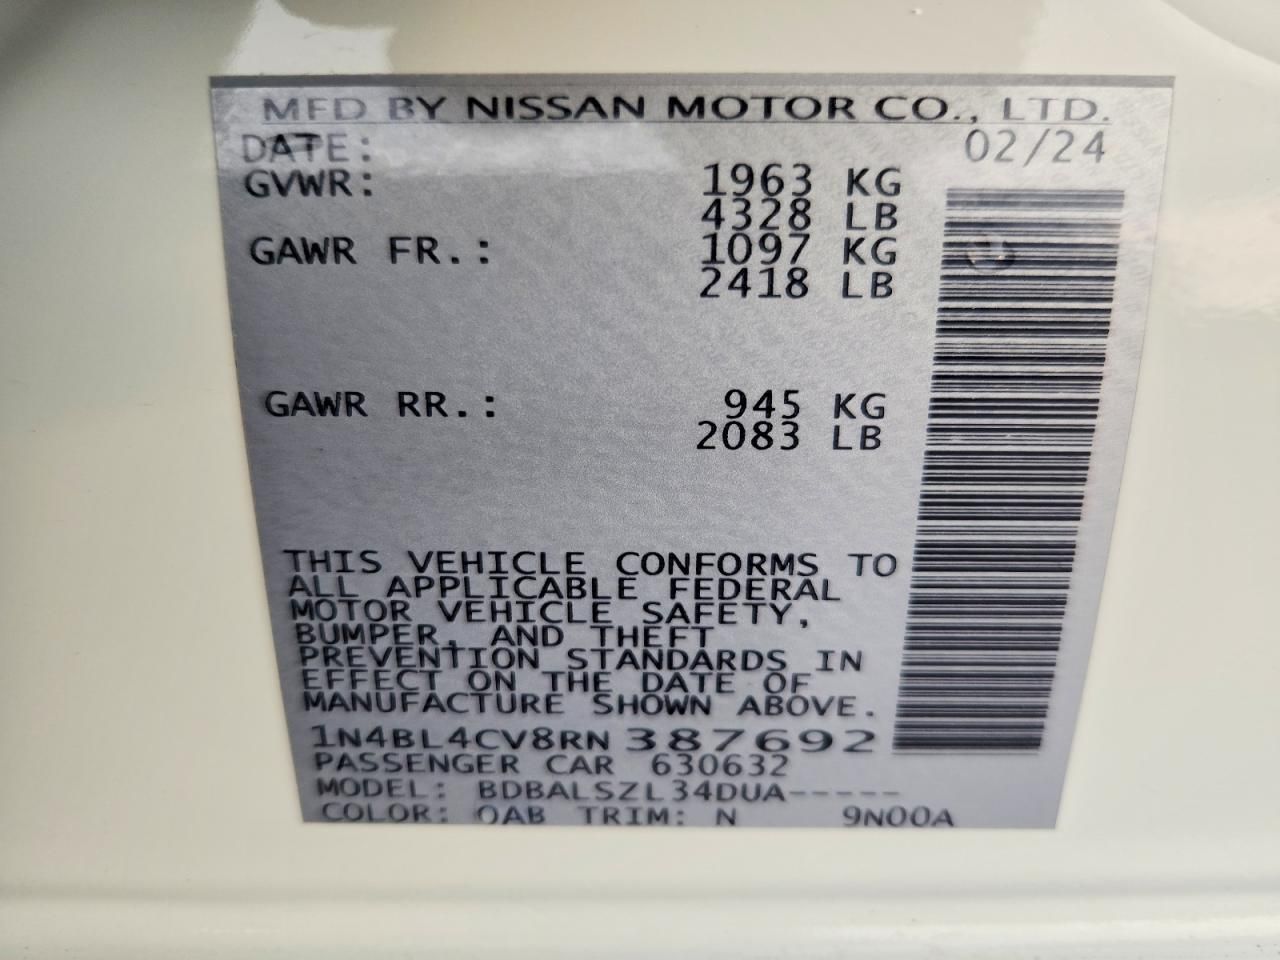 MFD BY NISSAN MOTOR CO., LTD.
DATE: 02/24
GVWR: 1963 KG
4328 LB
GAWR FR.: 1097 KG
2418 LB
GAWR RR.: 945 KG
2083 LB
THIS VEHICLE CONFORMS TO
ALL APPLICABLE FEDERAL
MOTOR VEHICLE SAFETY,
BUMPER, AND THEFT
PREVENTION STANDARDS IN
EFFECT ON THE DATE OF
MANUFACTURE SHOWN ABOVE.
1N4BL4CV8RN387692
PASSENGER CAR 630632
MODEL: BDBALSZL34DUA-----
COLOR: QAB TRIM: N 9N00A